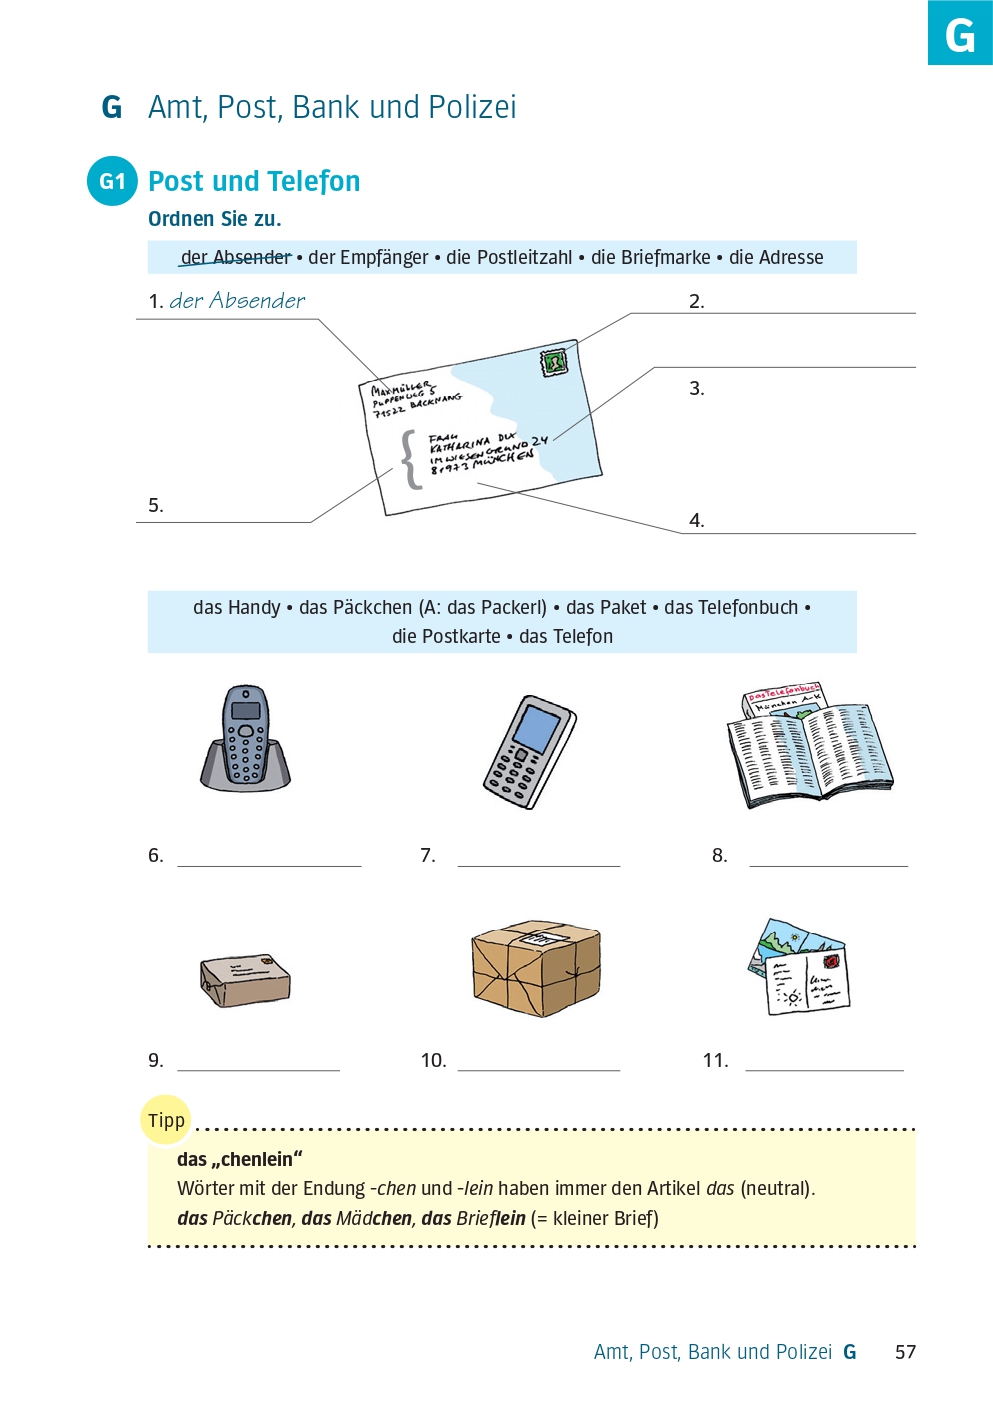 G
G Amt, Post, Bank und Polizei
G1 Post und Telefon
Ordnen Sie zu.
der Absender • der Empfänger • die Postleitzahl • die Briefmarke • die Adresse
1. der Absender
2.
MAX MÜLLER
PUPPENWEG 5
71522 BACKNANG
3.
FRAU
KATHARINA DUX
IM WIESENGRUND 24
81973 MÜNCHEN
5.
4.
das Handy • das Päckchen (A: das Packerl) • das Paket • das Telefonbuch •
die Postkarte • das Telefon
Das Telefonbuch
München A-K
6.
7.
8.
9.
10.
11.
Tipp
das „chenlein“
Wörter mit der Endung -chen und -lein haben immer den Artikel das (neutral).
das Päckchen, das Mädchen, das Brieflein (= kleiner Brief)
Amt, Post, Bank und Polizei G 57